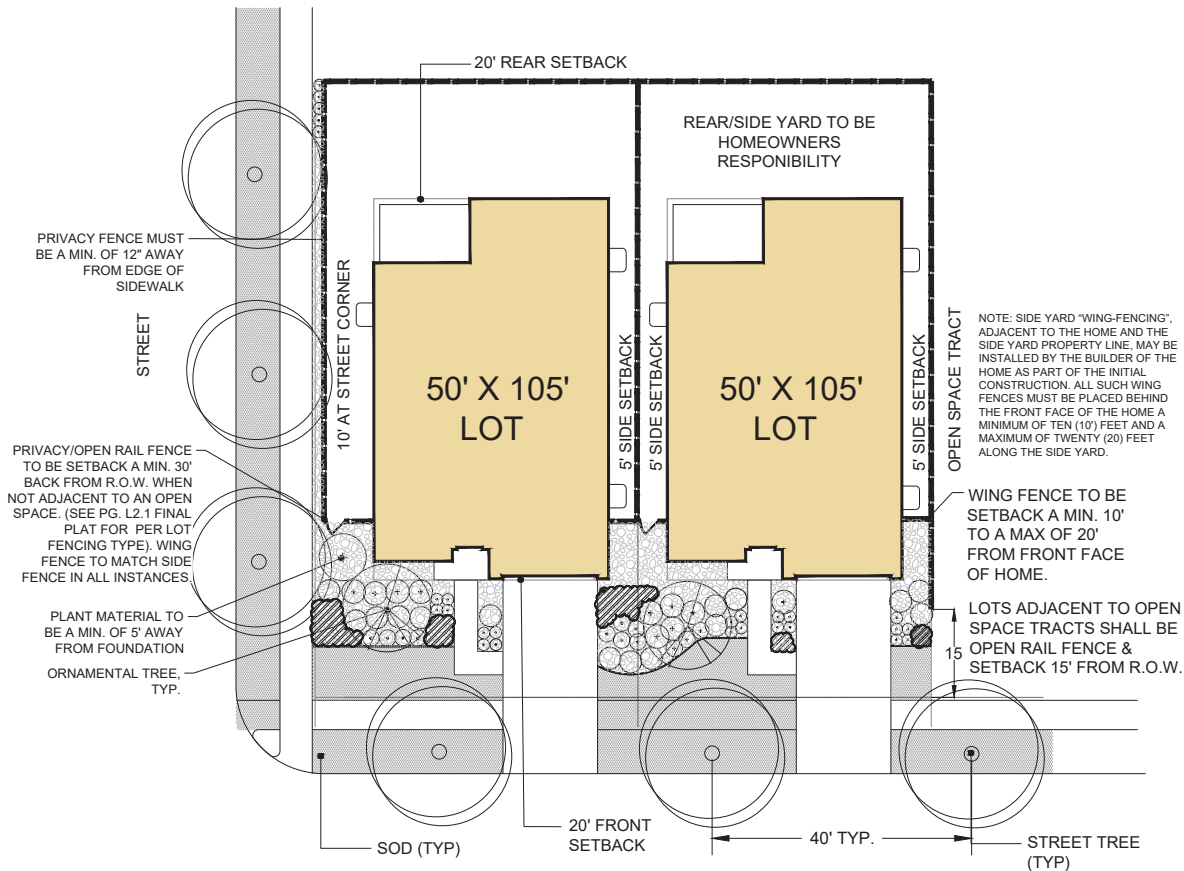 20' REAR SETBACK
REAR/SIDE YARD TO BE
HOMEOWNERS
RESPONIBILITY
PRIVACY FENCE MUST
BE A MIN. OF 12" AWAY
FROM EDGE OF
SIDEWALK
STREET
10' AT STREET CORNER
50' X 105'
LOT
5' SIDE SETBACK
5' SIDE SETBACK
50' X 105'
LOT
5' SIDE SETBACK
OPEN SPACE TRACT
NOTE: SIDE YARD "WING-FENCING",
ADJACENT TO THE HOME AND THE
SIDE YARD PROPERTY LINE, MAY BE
INSTALLED BY THE BUILDER OF THE
HOME AS PART OF THE INITIAL
CONSTRUCTION. ALL SUCH WING
FENCES MUST BE PLACED BEHIND
THE FRONT FACE OF THE HOME A
MINIMUM OF TEN (10') FEET AND A
MAXIMUM OF TWENTY (20) FEET
ALONG THE SIDE YARD.
PRIVACY/OPEN RAIL FENCE
TO BE SETBACK A MIN. 30'
BACK FROM R.O.W. WHEN
NOT ADJACENT TO AN OPEN
SPACE. (SEE PG. L2.1 FINAL
PLAT FOR PER LOT
FENCING TYPE). WING
FENCE TO MATCH SIDE
FENCE IN ALL INSTANCES.
WING FENCE TO BE
SETBACK A MIN. 10'
TO A MAX OF 20'
FROM FRONT FACE
OF HOME.
PLANT MATERIAL TO
BE A MIN. OF 5' AWAY
FROM FOUNDATION
ORNAMENTAL TREE,
TYP.
LOTS ADJACENT TO OPEN
SPACE TRACTS SHALL BE
OPEN RAIL FENCE &
SETBACK 15' FROM R.O.W.
15
SOD (TYP)
20' FRONT
SETBACK
40' TYP.
STREET TREE
(TYP)